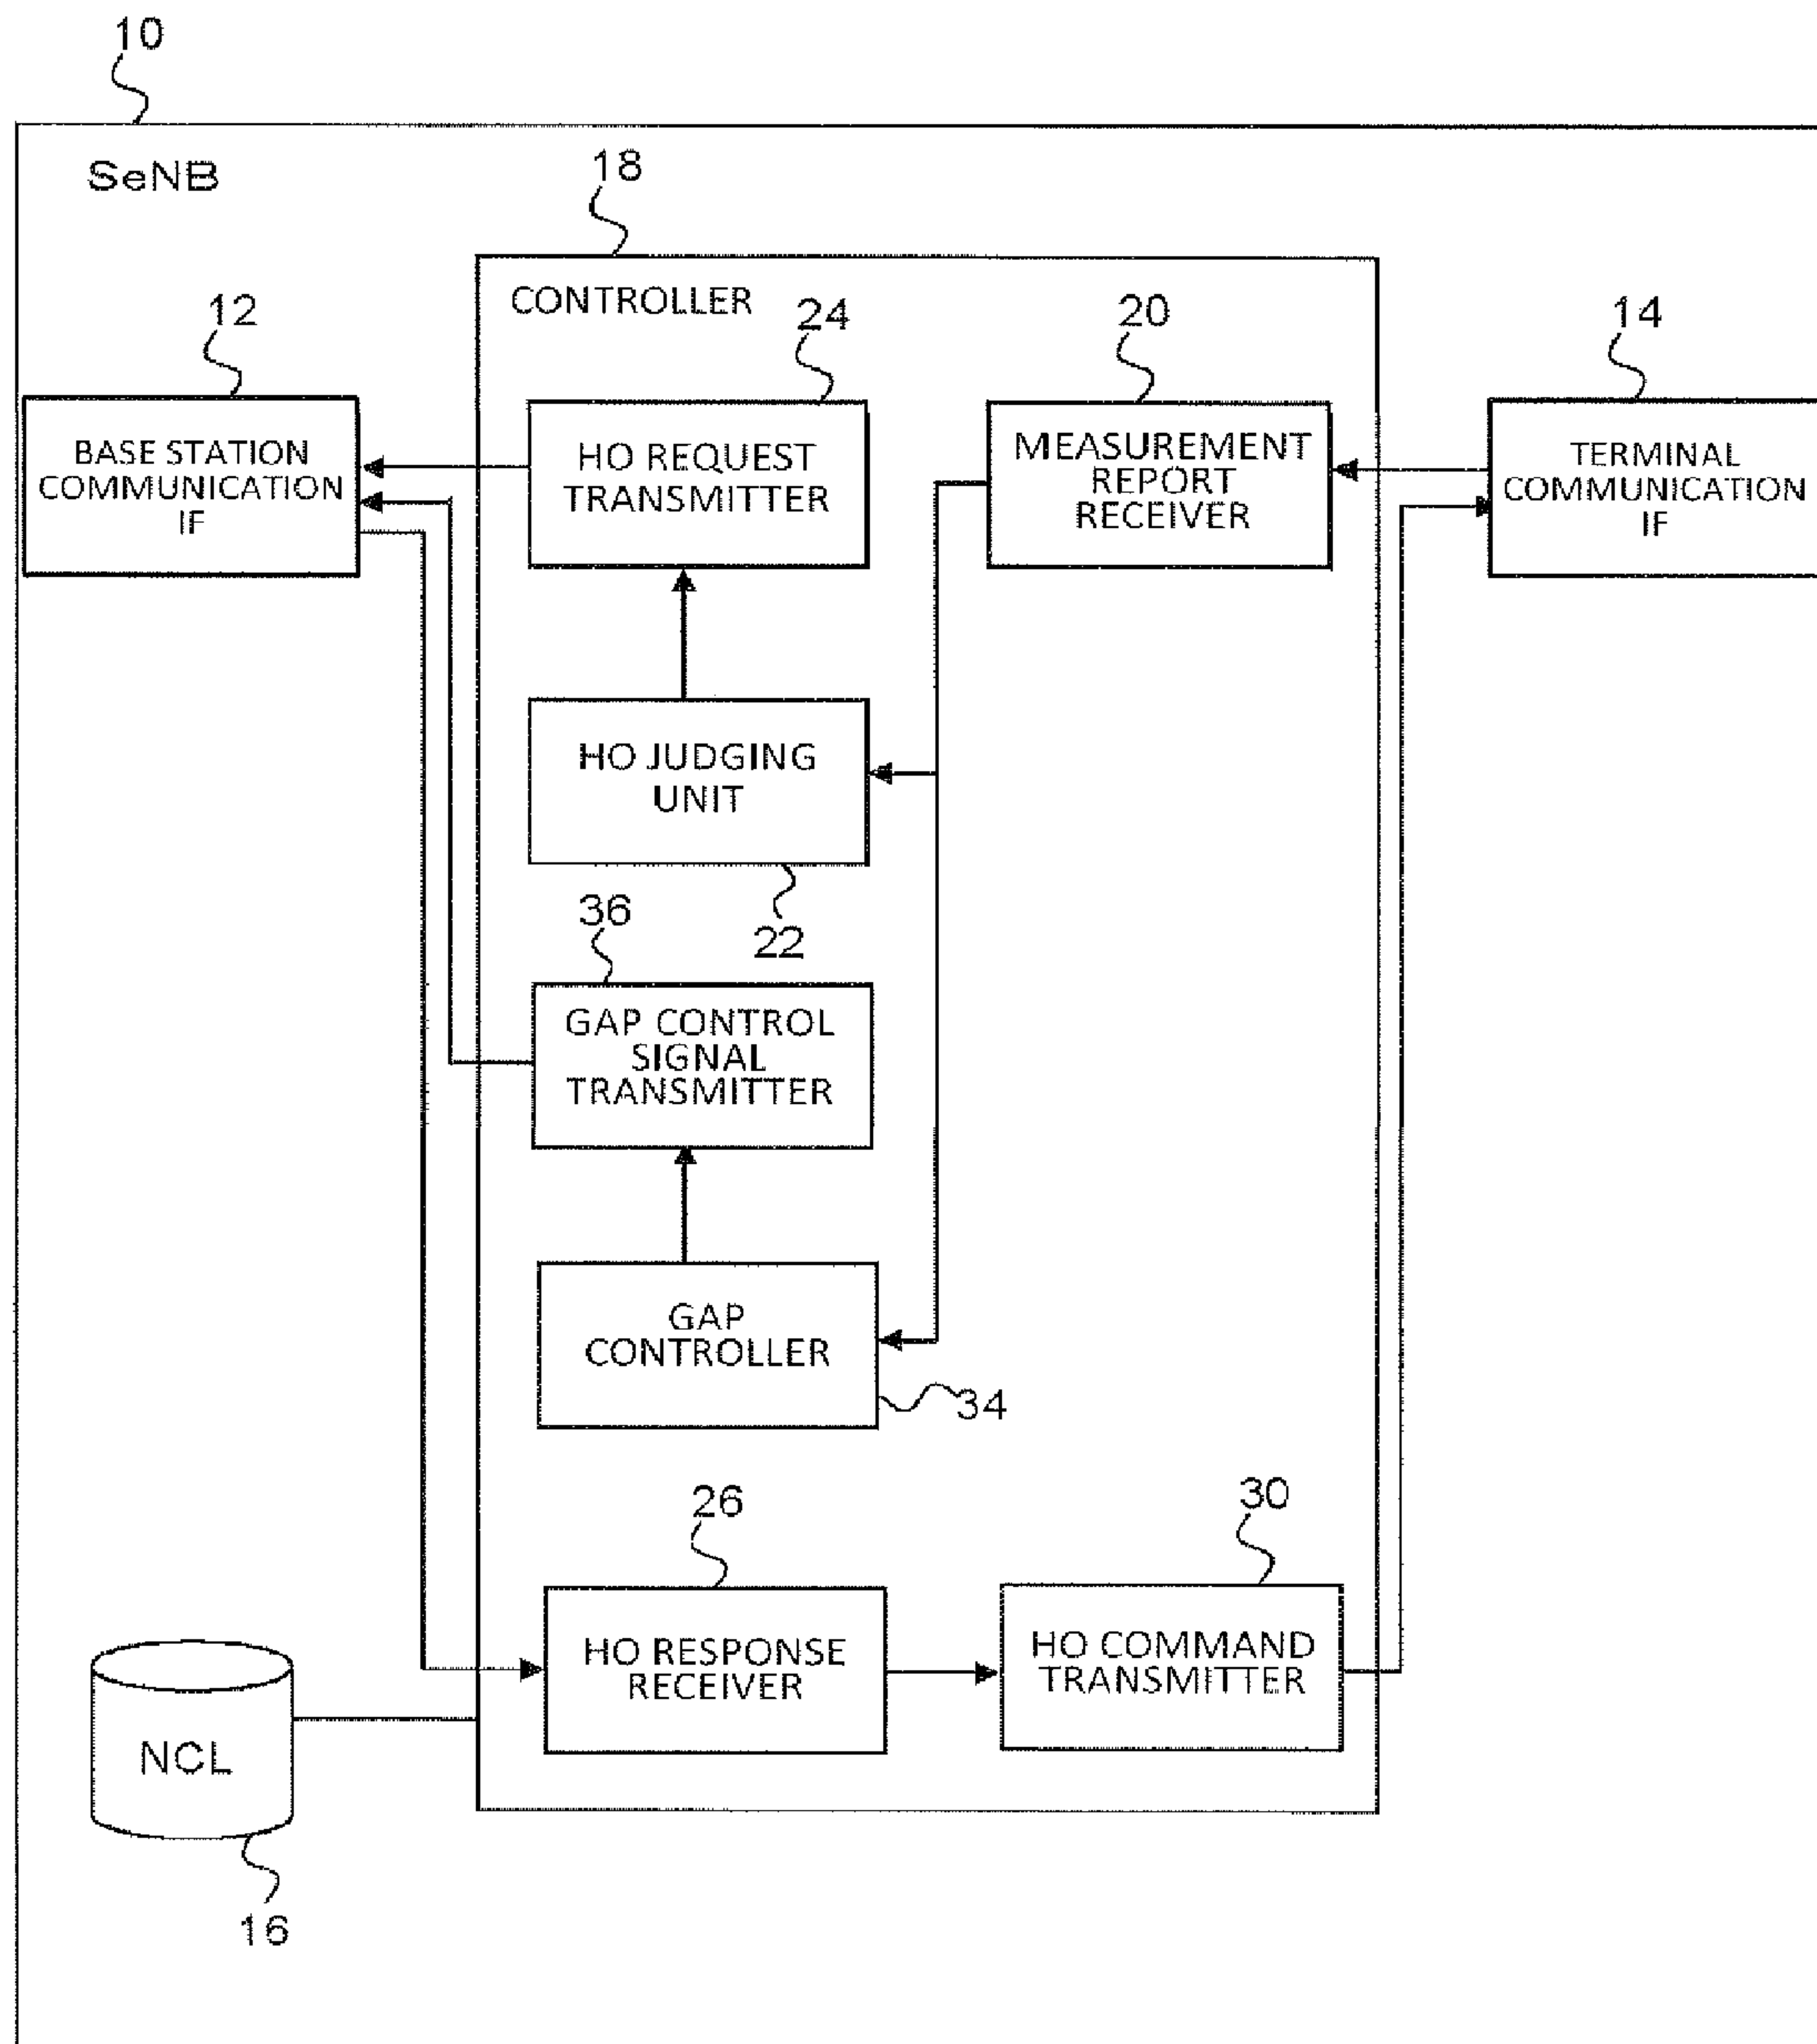 10
SeNB
18
CONTROLLER
12
24
20
14
BASE STATION
COMMUNICATION
IF
HO REQUEST
TRANSMITTER
MEASUREMENT
REPORT
RECEIVER
TERMINAL
COMMUNICATION
IF
HO JUDGING
UNIT
22
36
GAP CONTROL
SIGNAL
TRANSMITTER
GAP
CONTROLLER
34
26
30
HO RESPONSE
RECEIVER
HO COMMAND
TRANSMITTER
NCL
16